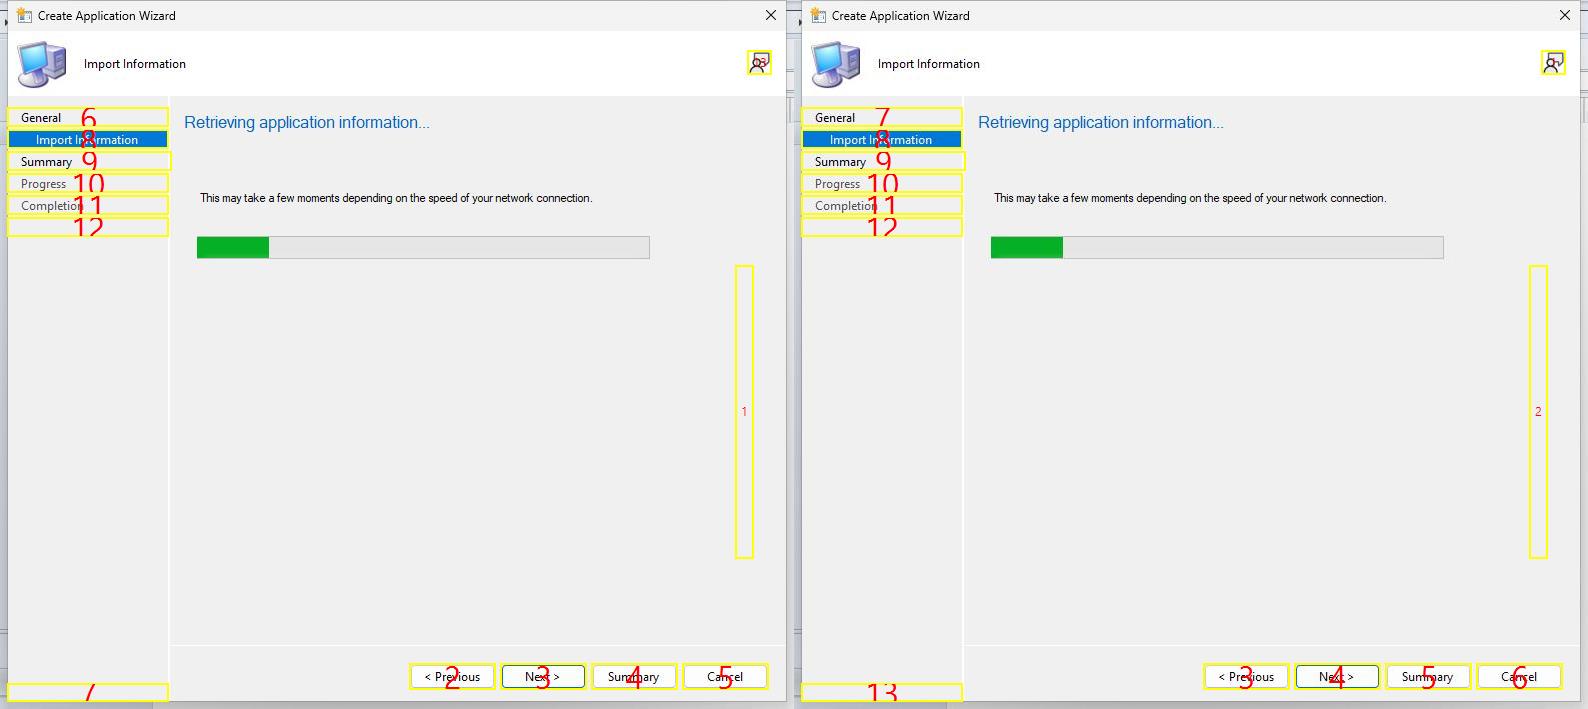 Create Application Wizard
Import Information
13
General 6
Import Information 8
Summary 9
Progress 10
Completion 11
12
7
Retrieving application information...
This may take a few moments depending on the speed of your network connection.
1
< Previous 2
Next > 3
Summary 4
Cancel 5
Create Application Wizard
Import Information
General 7
Import Information 8
Summary 9
Progress 10
Completion 11
12
13
Retrieving application information...
This may take a few moments depending on the speed of your network connection.
2
< Previous 3
Next > 4
Summary 5
Cancel 6